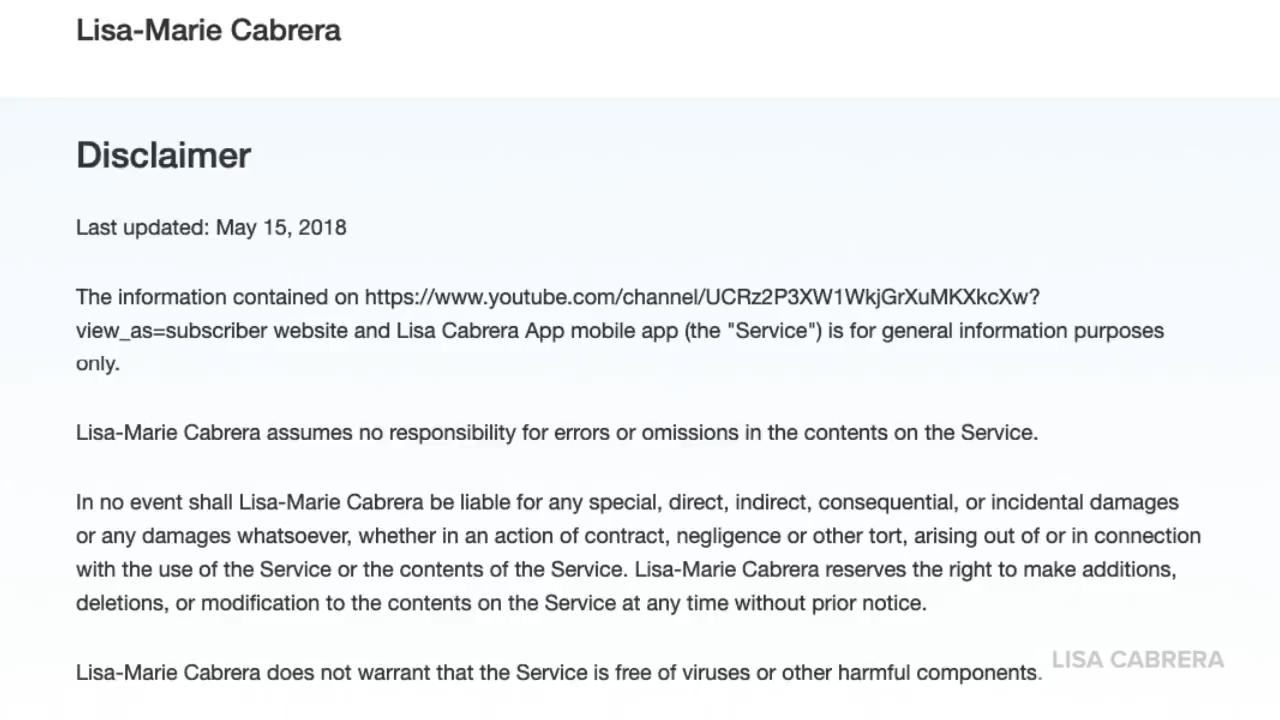 Lisa-Marie Cabrera
Disclaimer
Last updated: May 15, 2018
The information contained on https://www.youtube.com/channel/UCRz2P3XW1WkjGrXuMKXkcXw?
view_as=subscriber website and Lisa Cabrera App mobile app (the "Service") is for general information purposes
only.
Lisa-Marie Cabrera assumes no responsibility for errors or omissions in the contents on the Service.
In no event shall Lisa-Marie Cabrera be liable for any special, direct, indirect, consequential, or incidental damages
or any damages whatsoever, whether in an action of contract, negligence or other tort, arising out of or in connection
with the use of the Service or the contents of the Service. Lisa-Marie Cabrera reserves the right to make additions,
deletions, or modification to the contents on the Service at any time without prior notice.
Lisa-Marie Cabrera does not warrant that the Service is free of viruses or other harmful components.
LISA CABRERA